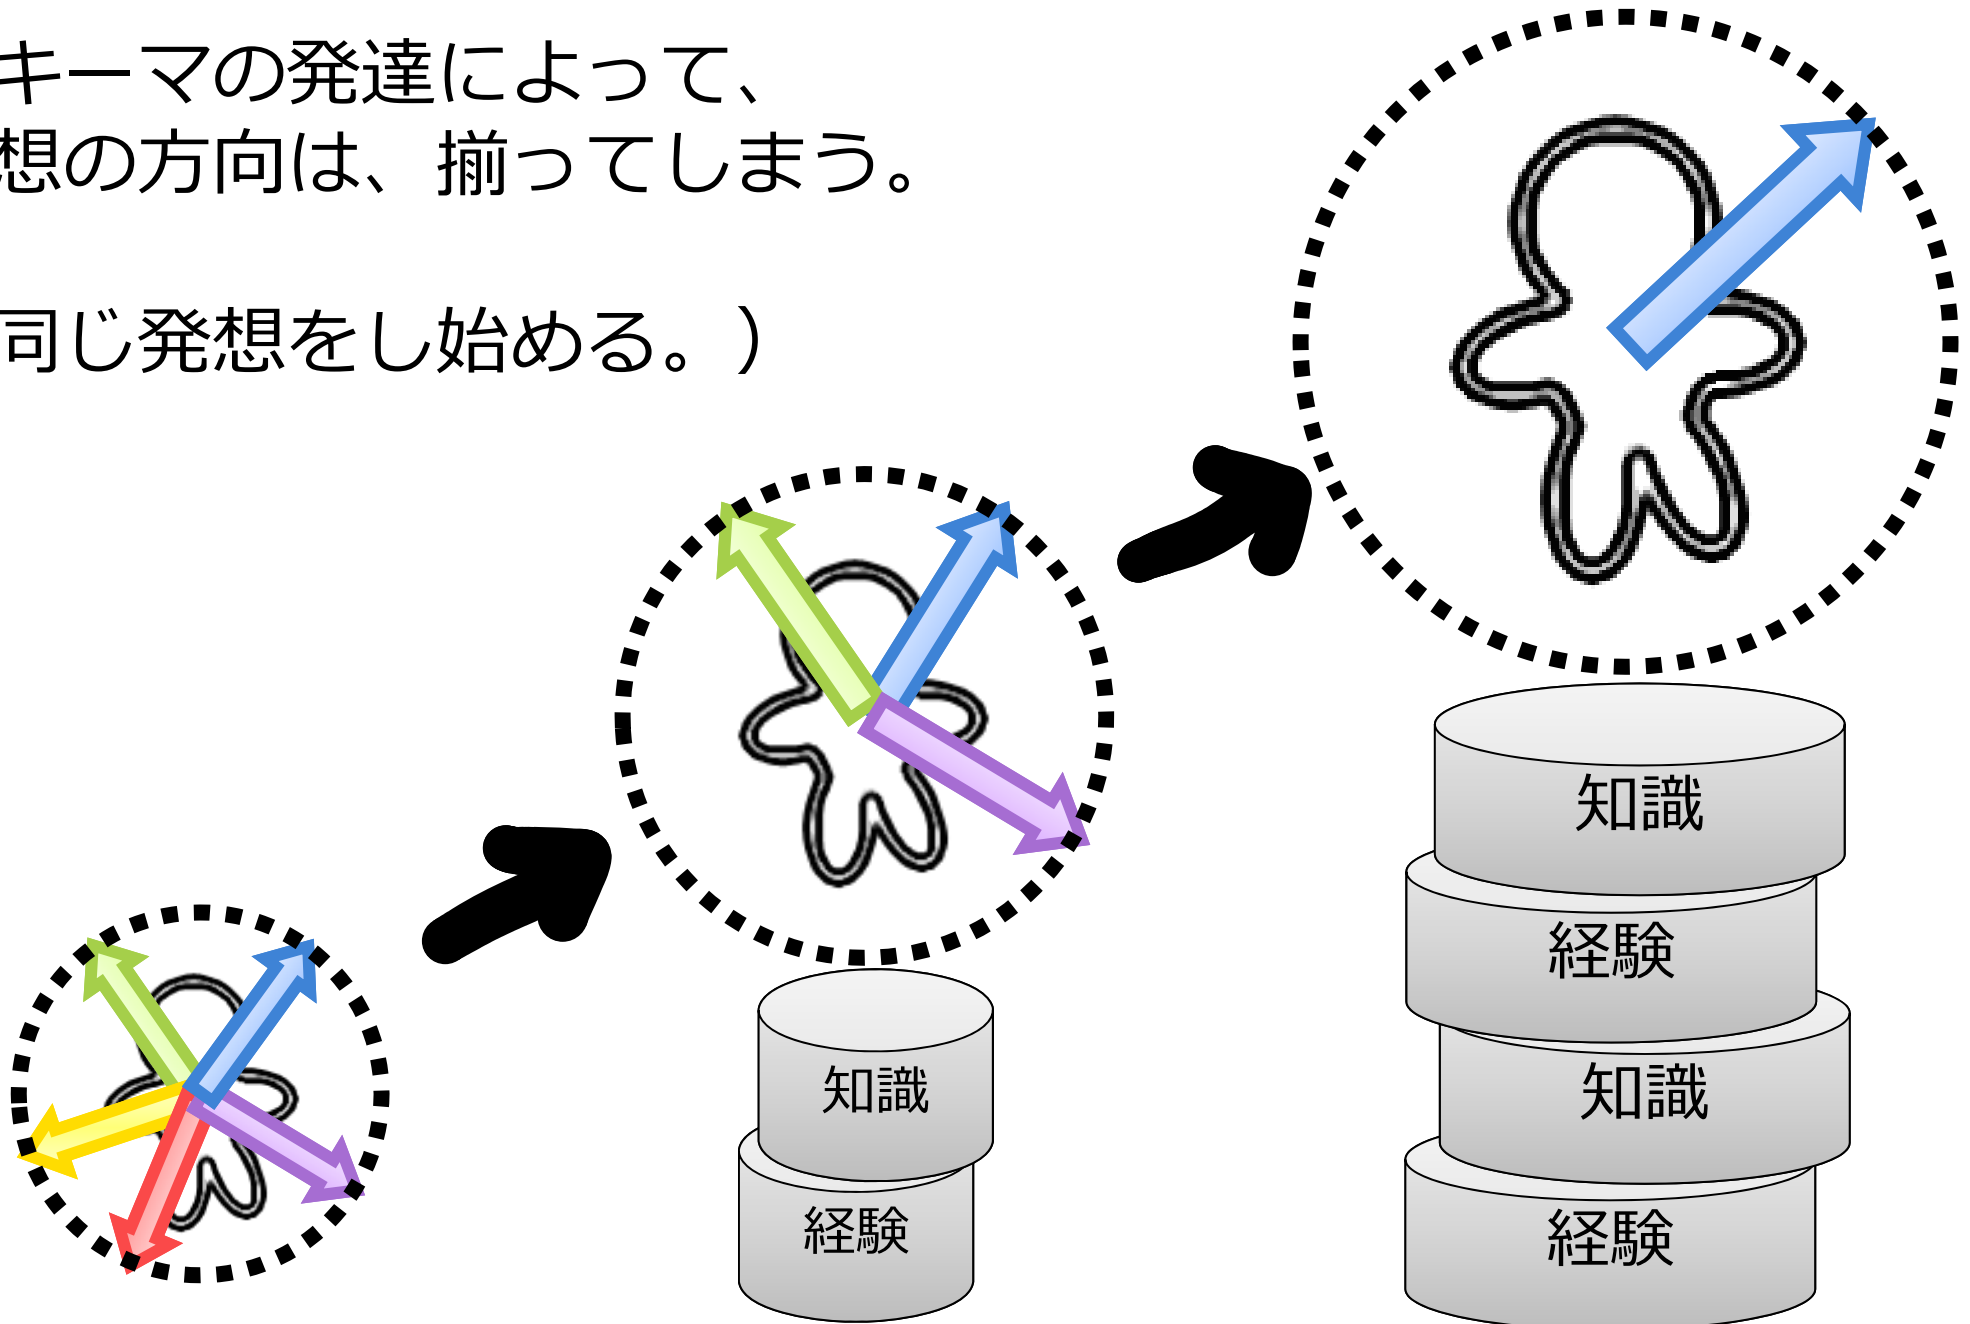 キーマの発達によって、
想の方向は、揃ってしまう。
同じ発想をし始める。）
知識
経験
知識
経験
知識
経験